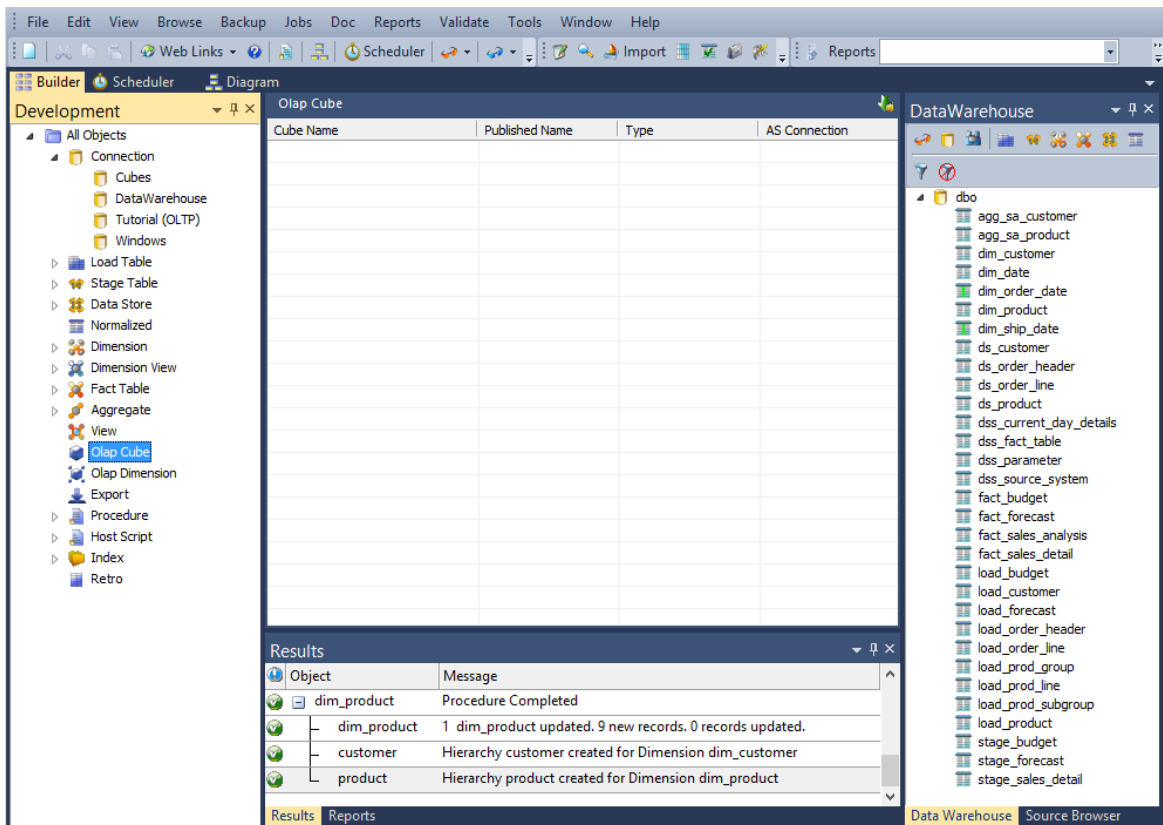 File Edit View Browse Backup Jobs Doc Reports Validate Tools Window Help
Web Links Scheduler Import Reports
Builder Scheduler Diagram
Development
All Objects
Connection
Cubes
DataWarehouse
Tutorial (OLTP)
Windows
Load Table
Stage Table
Data Store
Normalized
Dimension
Dimension View
Fact Table
Aggregate
View
Olap Cube
Olap Dimension
Export
Procedure
Host Script
Index
Retro
Olap Cube
Cube Name Published Name Type AS Connection
Results
Object Message
dim_product Procedure Completed
dim_product 1 dim_product updated. 9 new records. 0 records updated.
customer Hierarchy customer created for Dimension dim_customer
product Hierarchy product created for Dimension dim_product
Results Reports
DataWarehouse
dbo
agg_sa_customer
agg_sa_product
dim_customer
dim_date
dim_order_date
dim_product
dim_ship_date
ds_customer
ds_order_header
ds_order_line
ds_product
dss_current_day_details
dss_fact_table
dss_parameter
dss_source_system
fact_budget
fact_forecast
fact_sales_analysis
fact_sales_detail
load_budget
load_customer
load_forecast
load_order_header
load_order_line
load_prod_group
load_prod_line
load_prod_subgroup
load_product
stage_budget
stage_forecast
stage_sales_detail
Data Warehouse Source Browser